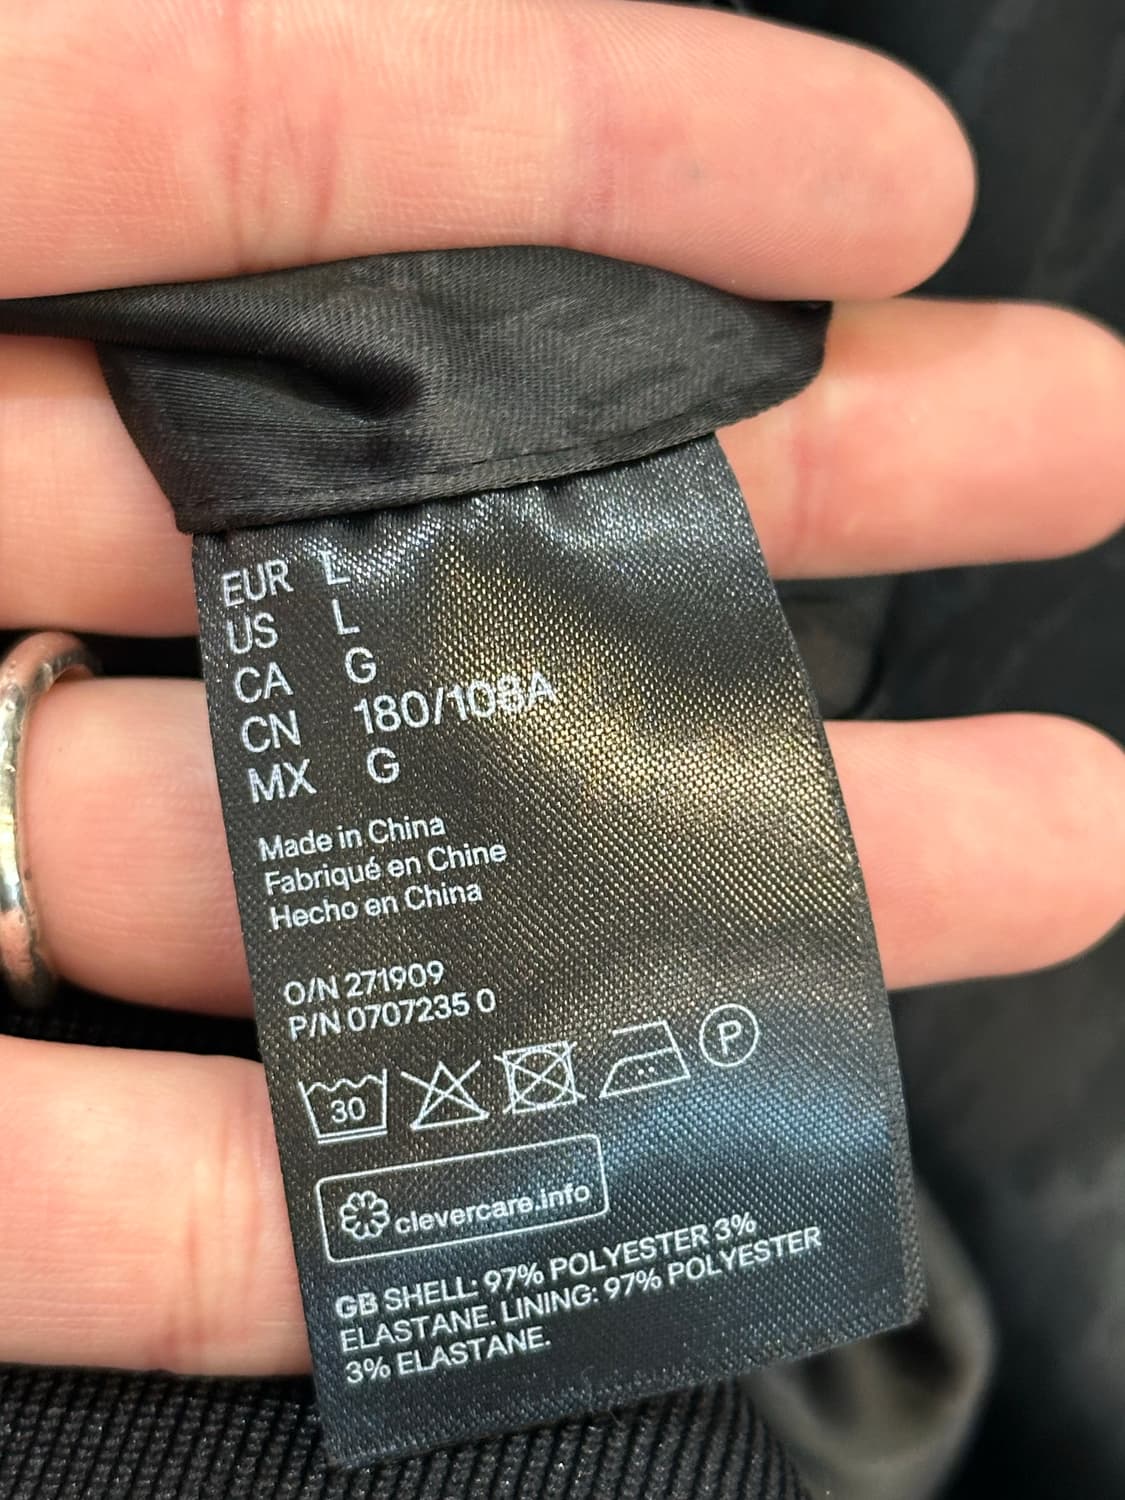 EUR L
US L
CA G
CN 180/108A
MX G
Made in China
Fabriqué en Chine
Hecho en China
O/N 271909
P/N 0707235 0
30 P
clevercare.info
GB SHELL: 97% POLYESTER 3%
ELASTANE. LINING: 97% POLYESTER
3% ELASTANE.